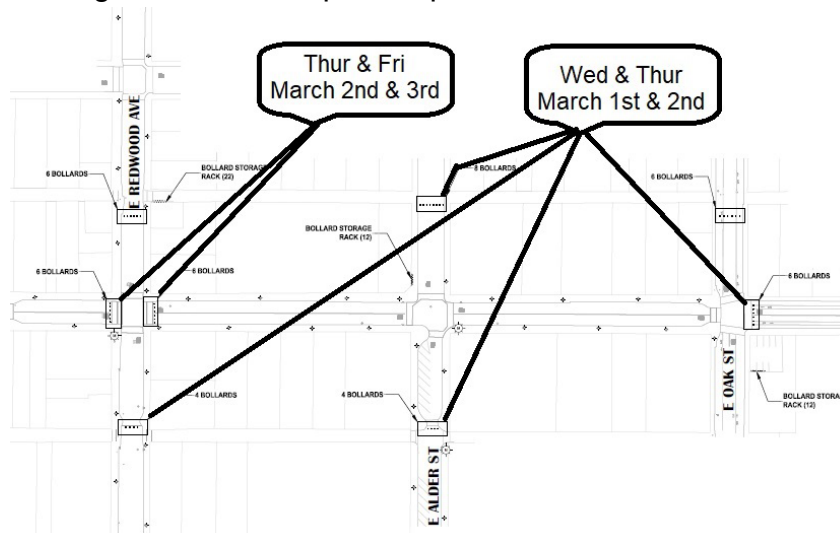 Thur & Fri
March 2nd & 3rd
Wed & Thur
March 1st & 2nd
E REDWOOD AVE
6 BOLLARDS
BOLLARD STORAGE
RACK (22)
BOLLARDS
6 BOLLARDS
BOLLARD STORAGE
RACK (12)
6 BOLLARDS
6 BOLLARDS
6 BOLLARDS
4 BOLLARDS
4 BOLLARDS
E OAK ST
BOLLARD STORA
RACK (12)
E ALDER ST